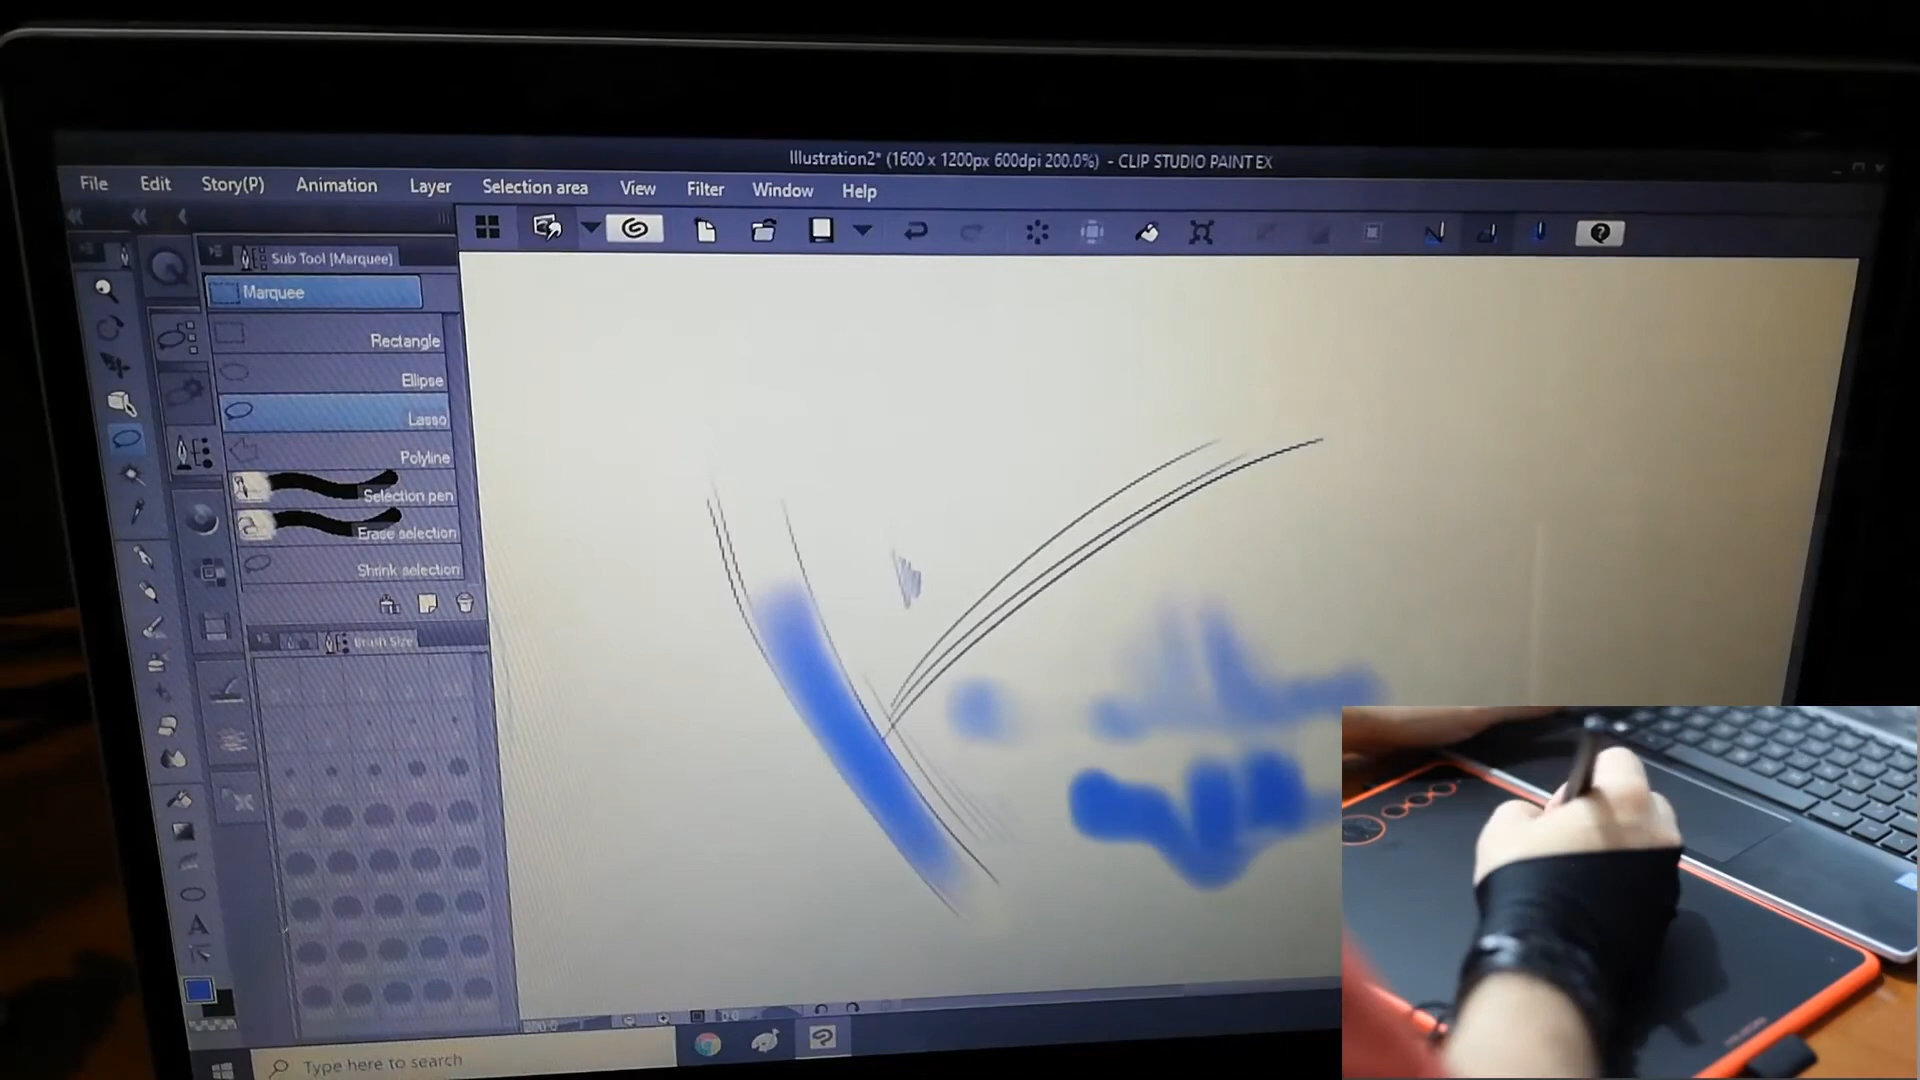 Illustration2* (1600 x 1200px 600dpi 200.0%) - CLIP STUDIO PAINT EX
File Edit Story(P) Animation Layer Selection area View Filter Window Help
Sub Tool [Marquee]
Marquee
Rectangle
Ellipse
Lasso
Polyline
Selection pen
Erase selection
Shrink selection
Brush Size
A
Type here to search